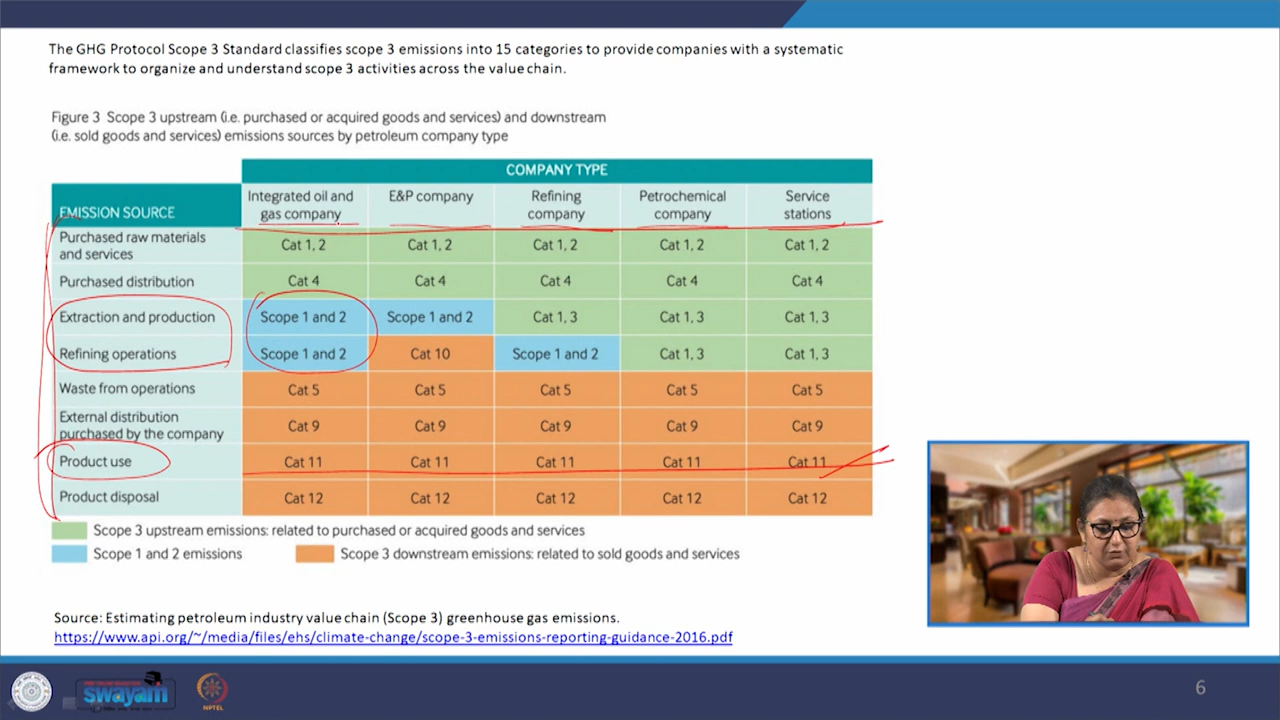 The GHG Protocol Scope 3 Standard classifies scope 3 emissions into 15 categories to provide companies with a systematic
framework to organize and understand scope 3 activities across the value chain.
Figure 3 Scope 3 upstream (i.e. purchased or acquired goods and services) and downstream
(i.e. sold goods and services) emissions sources by petroleum company type
COMPANY TYPE
EMISSION SOURCE
Integrated oil and
gas company
E&P company
Refining
company
Petrochemical
company
Service
stations
Purchased raw materials
and services
Cat 1, 2 Cat 1, 2 Cat 1, 2 Cat 1, 2 Cat 1, 2
Purchased distribution Cat 4 Cat 4 Cat 4 Cat 4 Cat 4
Extraction and production Scope 1 and 2 Scope 1 and 2 Cat 1, 3 Cat 1, 3 Cat 1, 3
Refining operations Scope 1 and 2 Cat 10 Scope 1 and 2 Cat 1, 3 Cat 1, 3
Waste from operations Cat 5 Cat 5 Cat 5 Cat 5 Cat 5
External distribution
purchased by the company
Cat 9 Cat 9 Cat 9 Cat 9 Cat 9
Product use Cat 11 Cat 11 Cat 11 Cat 11 Cat 11
Product disposal Cat 12 Cat 12 Cat 12 Cat 12 Cat 12
Scope 3 upstream emissions: related to purchased or acquired goods and services
Scope 1 and 2 emissions Scope 3 downstream emissions: related to sold goods and services
Source: Estimating petroleum industry value chain (Scope 3) greenhouse gas emissions.
https://www.api.org/~/media/files/ehs/climate-change/scope-3-emissions-reporting-guidance-2016.pdf
swayam
NPTEL
6